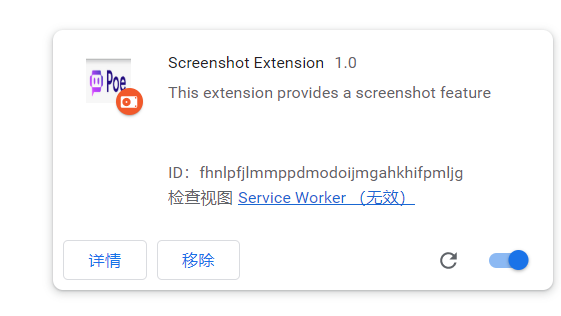 Poe
Screenshot Extension 1.0
This extension provides a screenshot feature
ID：fhnlpfjlmmppdmodoijmgahkhifpmljg
检查视图 Service Worker （无效）
详情 移除